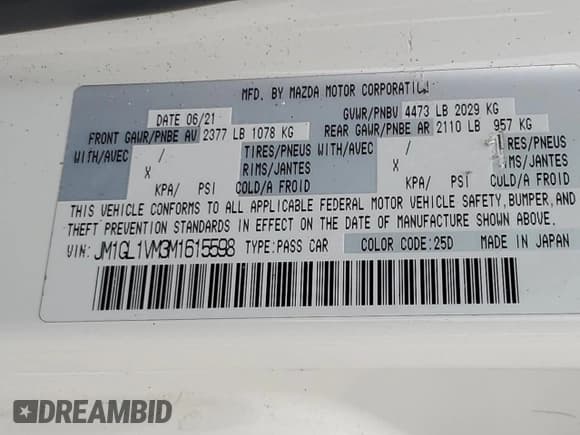 MFD. BY MAZDA MOTOR CORPORATION
DATE 06/21 GVWR/PNBV 4473 LB 2029 KG
FRONT GAWR/PNBE AV 2377 LB 1078 KG REAR GAWR/PNBE AR 2110 LB 957 KG
WITH/AVEC / TIRES/PNEUS WITH/AVEC / RES/PNEUS
X RIMS/JANTES X IMS/JANTES
KPA/ PSI COLD/A FROID KPA/ PSI COLD/A FROID
THIS VEHICLE CONFORMS TO ALL APPLICABLE FEDERAL MOTOR VEHICLE SAFETY,BUMPER,AND
THEFT PREVENTION STANDARDS IN EFFECT ON THE DATE OF MANUFACTURE SHOWN ABOVE.
VIN: JM1GL1VM3M1615598 TYPE:PASS CAR COLOR CODE:25D MADE IN JAPAN
DREAMBID